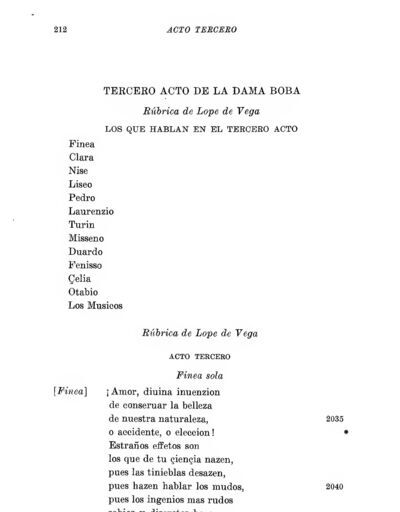 212 ACTO TERCERO
TERCERO ACTO DE LA DAMA BOBA
Rúbrica de Lope de Vega
LOS QUE HABLAN EN EL TERCERO ACTO
Finea
Clara
Nise
Liseo
Pedro
Laurenzio
Turin
Misseno
Duardo
Fenisso
Çelia
Otabio
Los Musicos
Rúbrica de Lope de Vega
ACTO TERCERO
Finea sola
[Finea] ¡Amor, diuina inuenzion
de conseruar la belleza
de nuestra naturaleza, 2035
o accidente, o eleccion!
Estraños effetos son
los que de tu çiençia nazen,
pues las tinieblas desazen,
pues hazen hablar los mudos, 2040
pues los ingenios mas rudos